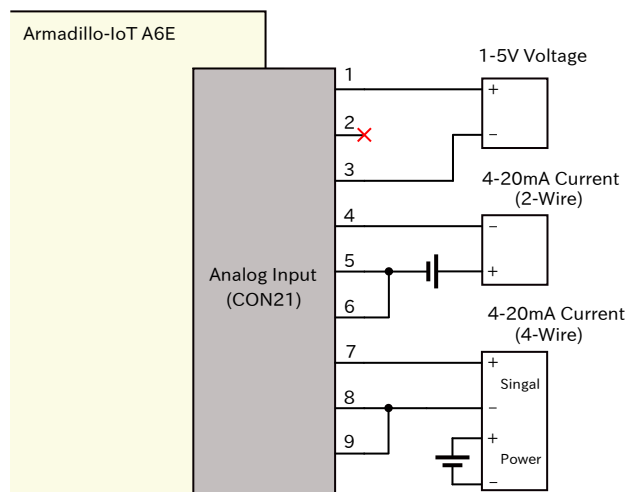 Armadillo-IoT A6E
1-5V Voltage
1
+
2
−
3
4-20mA Current
(2-Wire)
4
−
5
+
Analog Input
(CON21)
6
4-20mA Current
(4-Wire)
7
+
Singal
8
−
9
+
Power
−